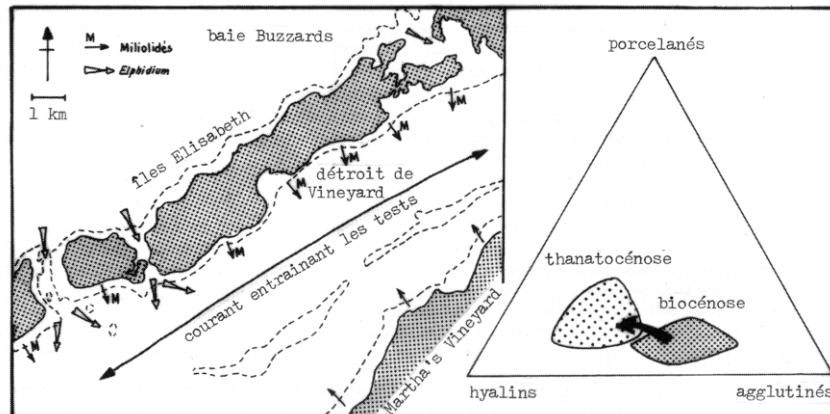 baie Buzzards
M
Miliolidés
Elphidium
1 km
îles Elisabeth
M
M
M
détroit de
Vineyard
M
M
M
M
courant entrainant les tests
Martha's Vineyard
porcelanés
thanatocénose
biocénose
hyalins
agglutinés